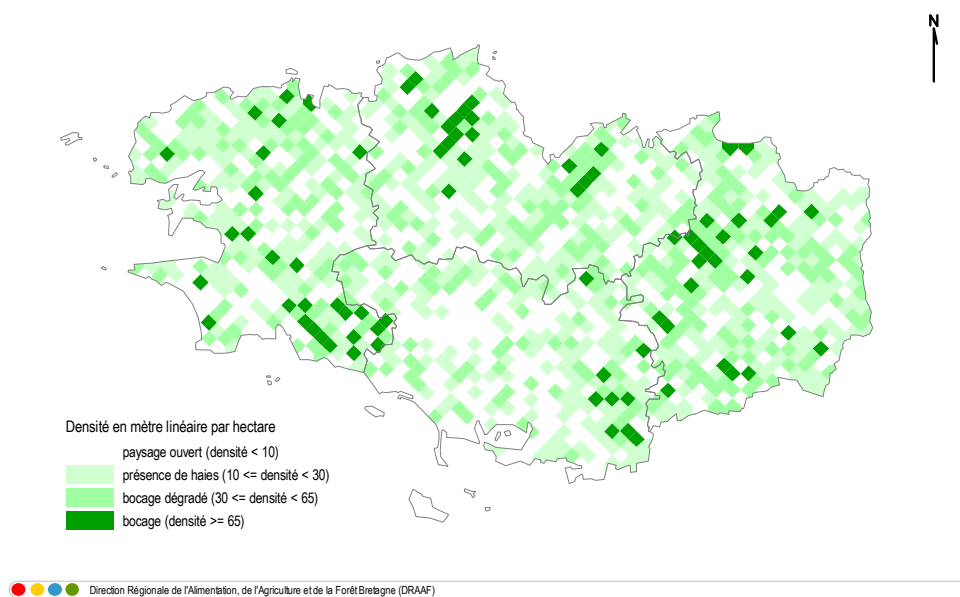 N
Densité en mètre linéaire par hectare
paysage ouvert (densité < 10)
présence de haies (10 <= densité < 30)
bocage dégradé (30 <= densité < 65)
bocage (densité >= 65)
Direction Régionale de l'Alimentation, de l'Agriculture et de la Forêt Bretagne (DRAAF)